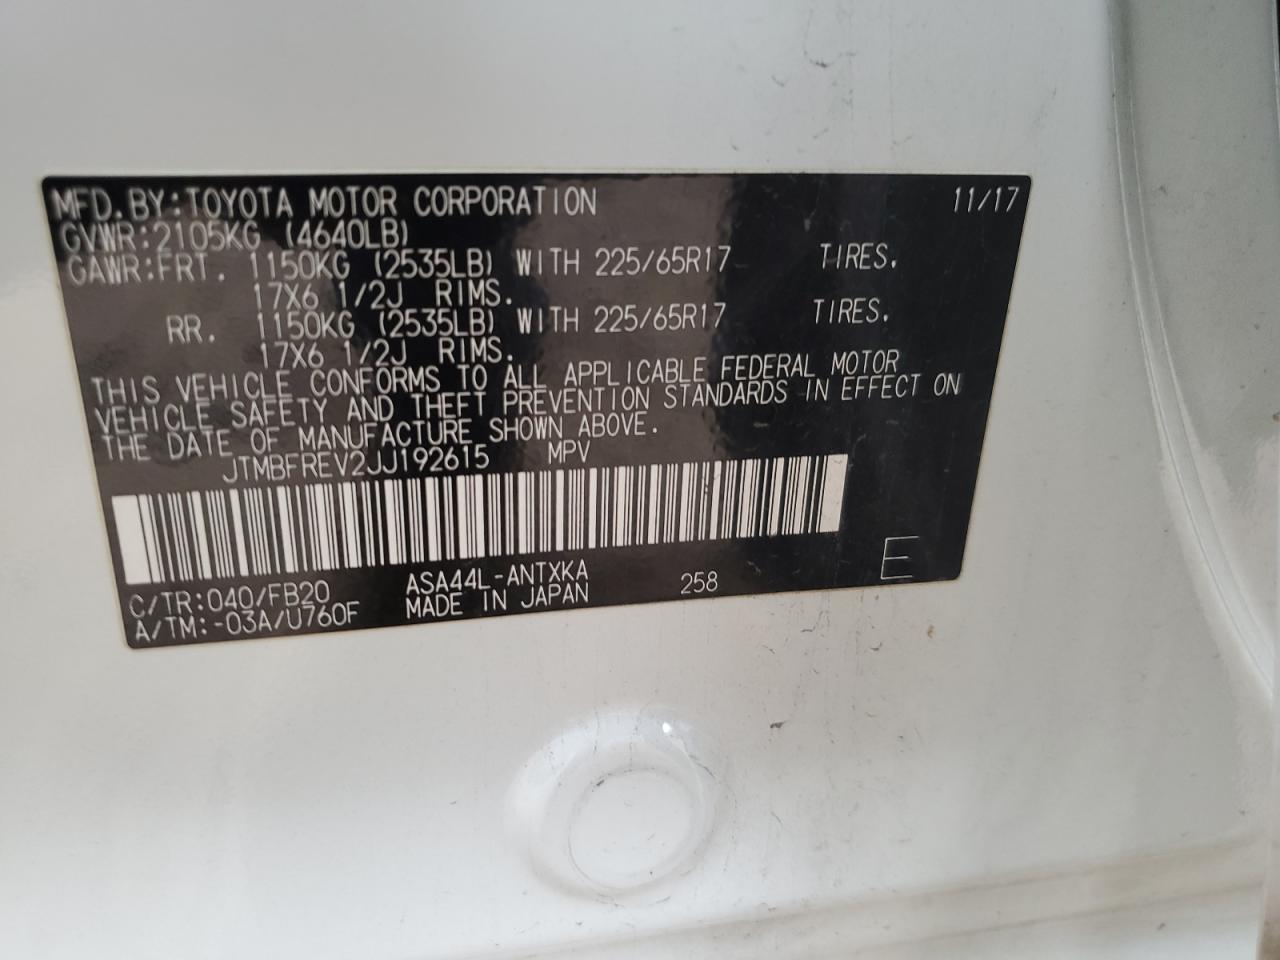 MFD. BY:TOYOTA MOTOR CORPORATION 11/17
GVWR:2105KG (4640LB)
GAWR:FRT. 1150KG (2535LB) WITH 225/65R17 TIRES.
17X6 1/2J RIMS.
RR. 1150KG (2535LB) WITH 225/65R17 TIRES.
17X6 1/2J RIMS.
THIS VEHICLE CONFORMS TO ALL APPLICABLE FEDERAL MOTOR
VEHICLE SAFETY AND THEFT PREVENTION STANDARDS IN EFFECT ON
THE DATE OF MANUFACTURE SHOWN ABOVE.
JTMBFREV2JJ192615 MPV
C/TR:040/FB20 ASA44L-ANTXKA 258 E
A/TM:-03A/U760F MADE IN JAPAN